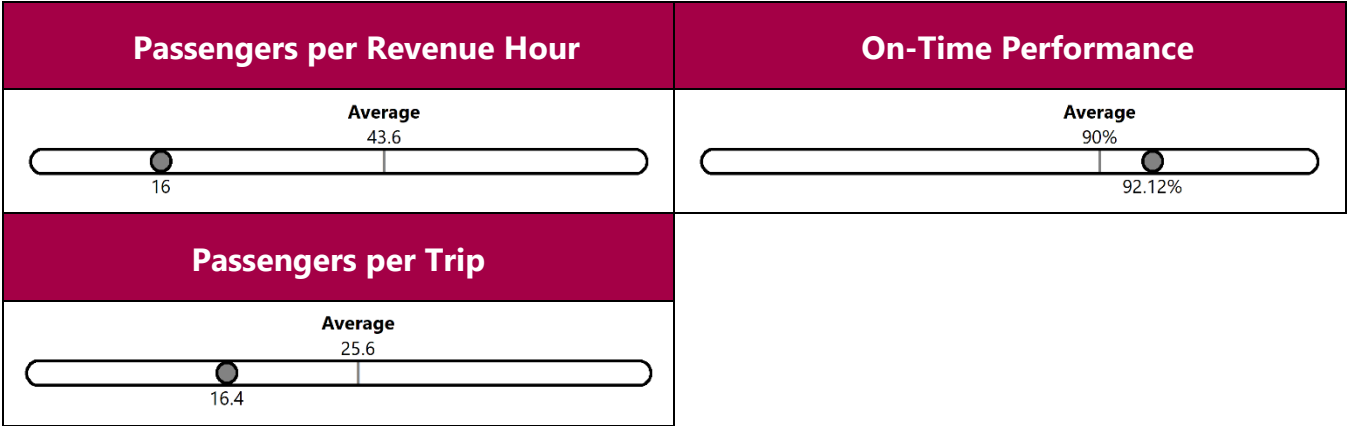 Passengers per Revenue Hour
Average
43.6
16
On-Time Performance
Average
90%
92.12%
Passengers per Trip
Average
25.6
16.4